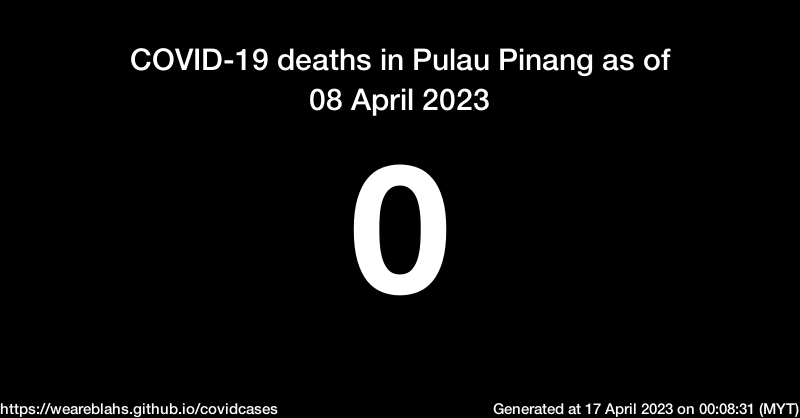 COVID-19 deaths in Pulau Pinang as of
08 April 2023
0
https://weareblahs.github.io/covidcases
Generated at 17 April 2023 on 00:08:31 (MYT)